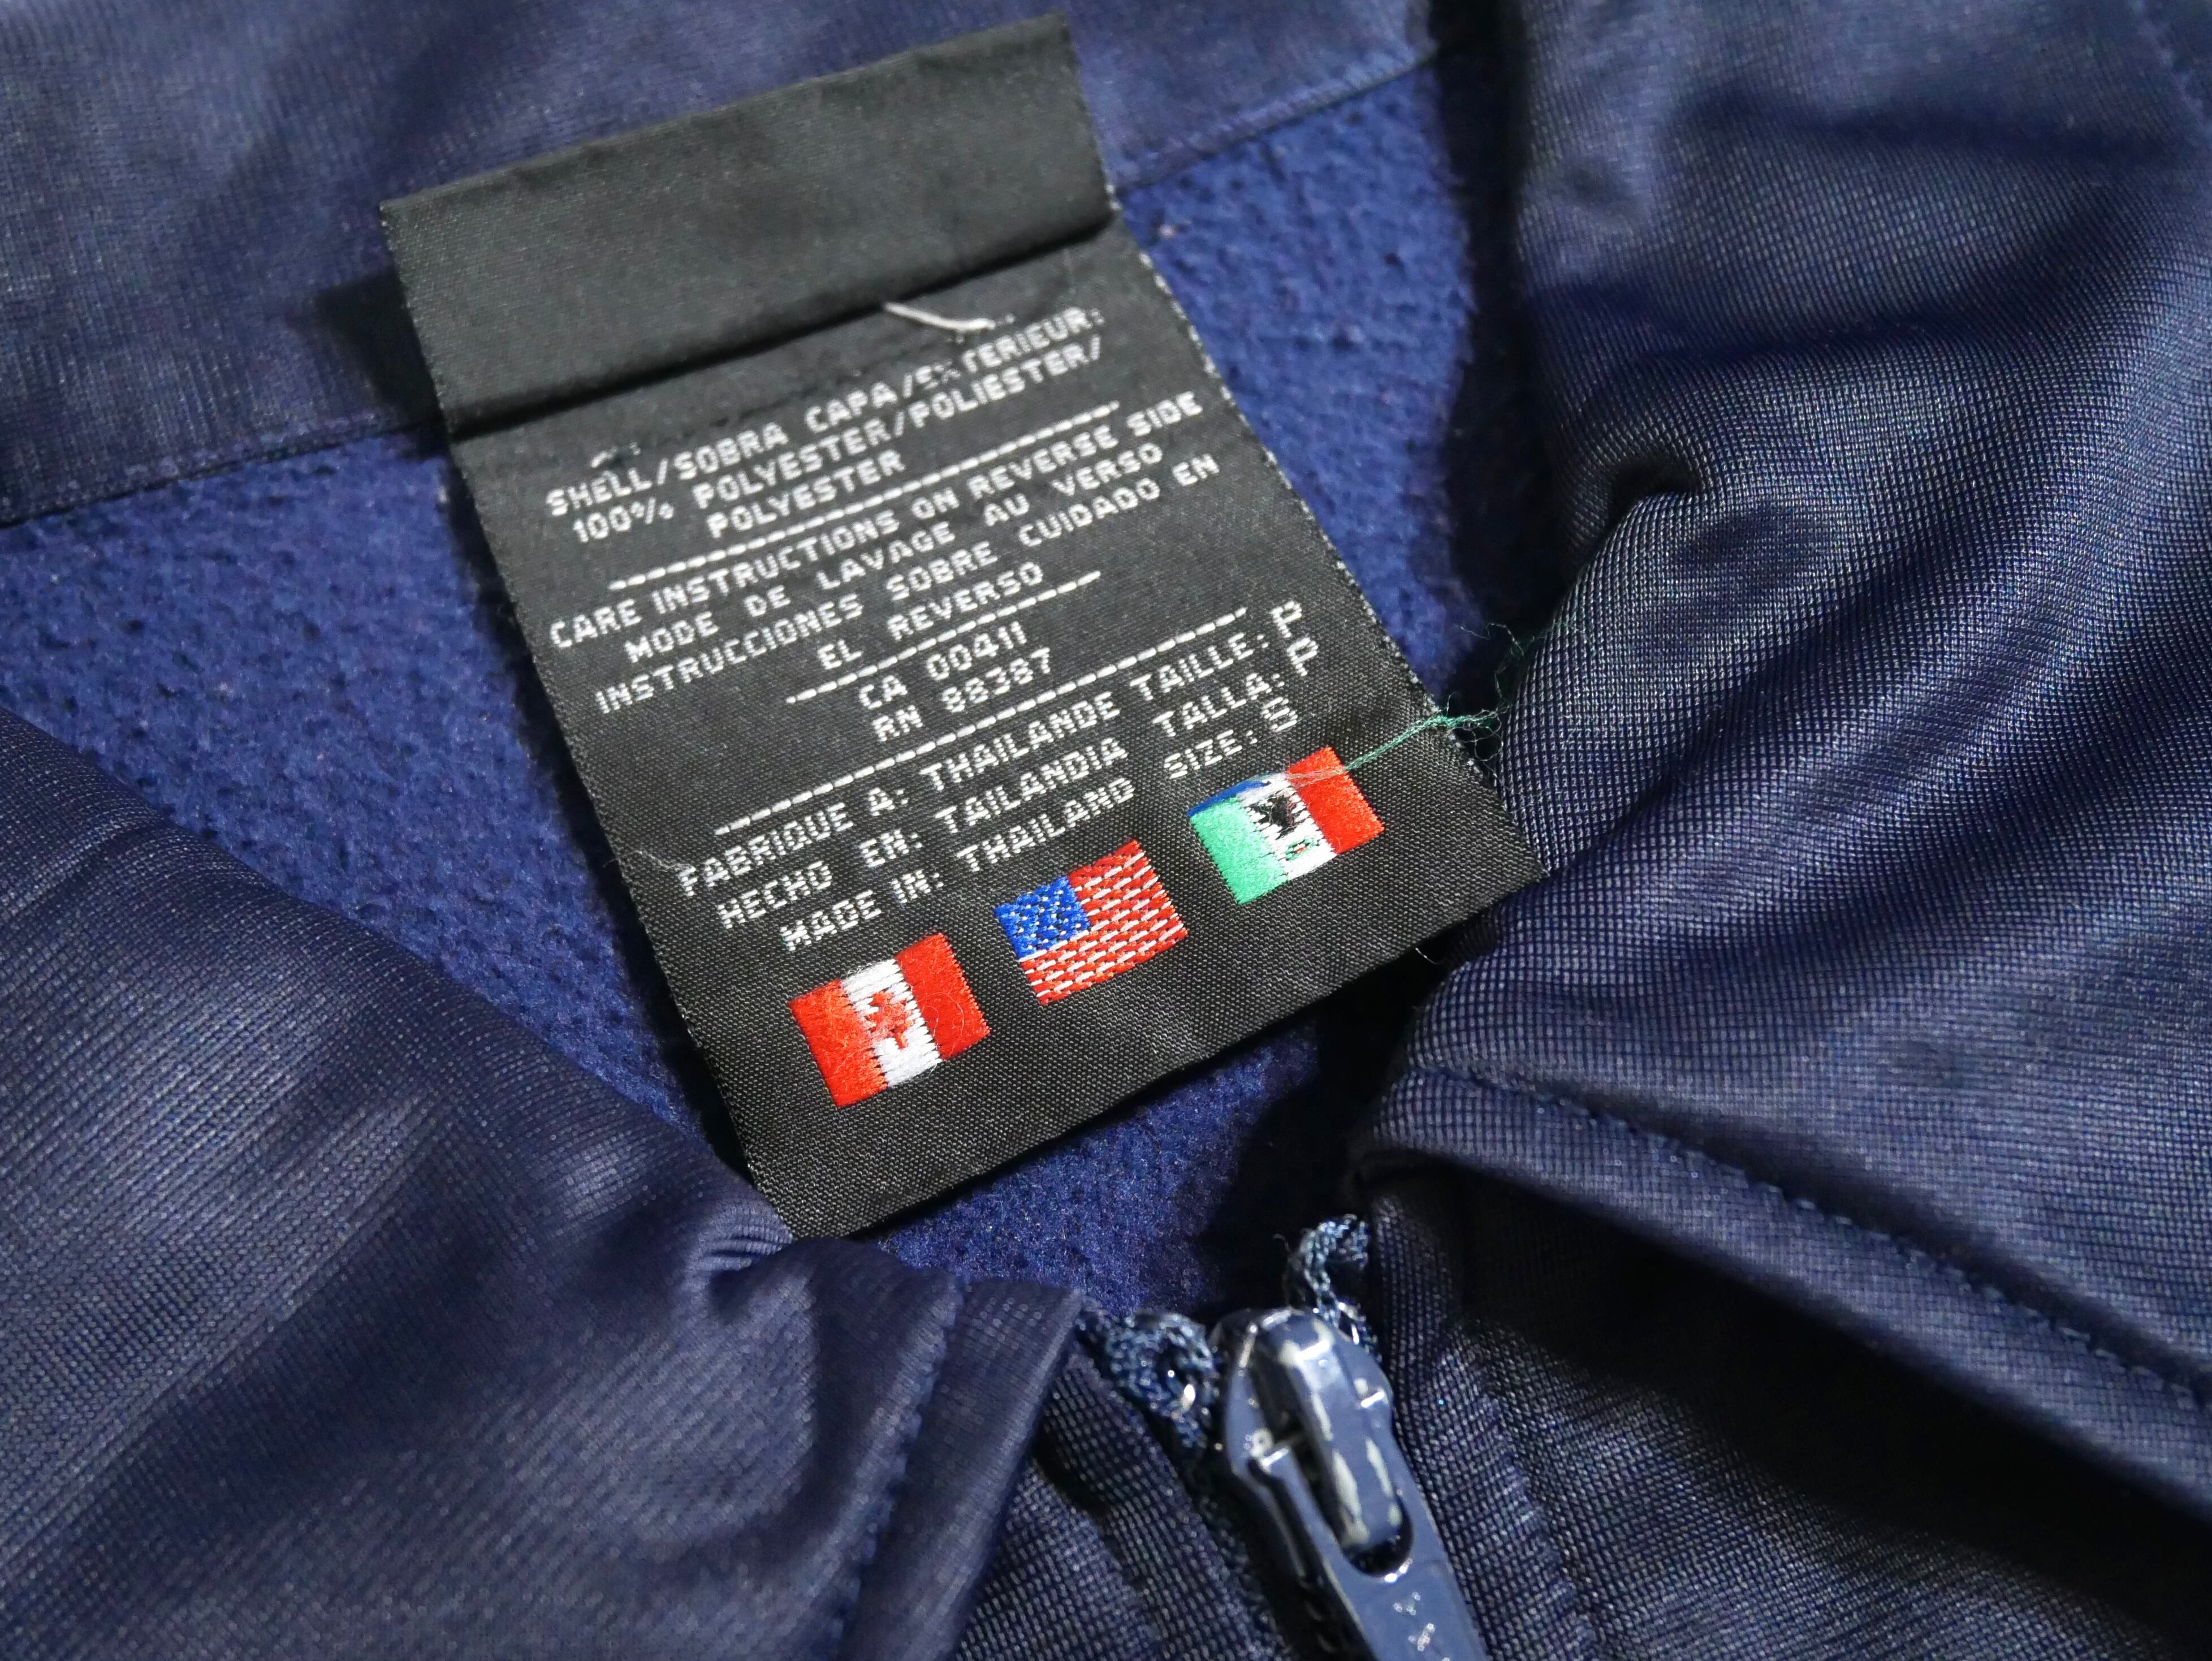 SHELL/SOBRA CAPA/EXTERIEUR:
100% POLYESTER/POLIESTER/
POLYESTER
CARE INSTRUCTIONS ON REVERSE SIDE
MODE DE LAVAGE AU VERSO
INSTRUCCIONES SOBRE CUIDADO EN
EL REVERSO
CA 00411
RN 88387
FABRIQUE A: THAILANDE TAILLE: P
HECHO EN: TAILANDIA TALLA: P
MADE IN: THAILAND SIZE: S